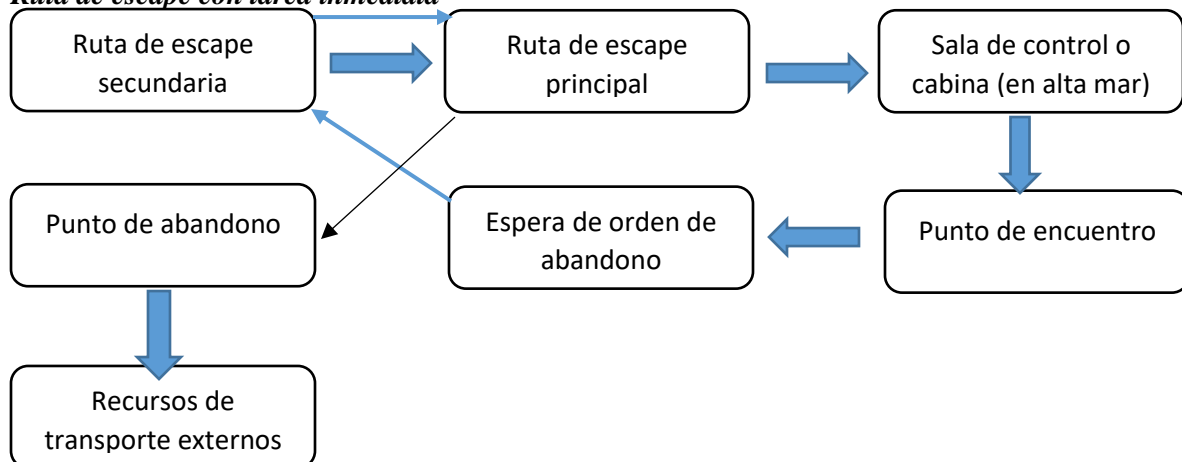 Ruta de escape con tarea inmediata
Ruta de escape
secundaria
Ruta de escape
principal
Sala de control o
cabina (en alta mar)
Punto de abandono
Espera de orden de
abandono
Punto de encuentro
Recursos de
transporte externos